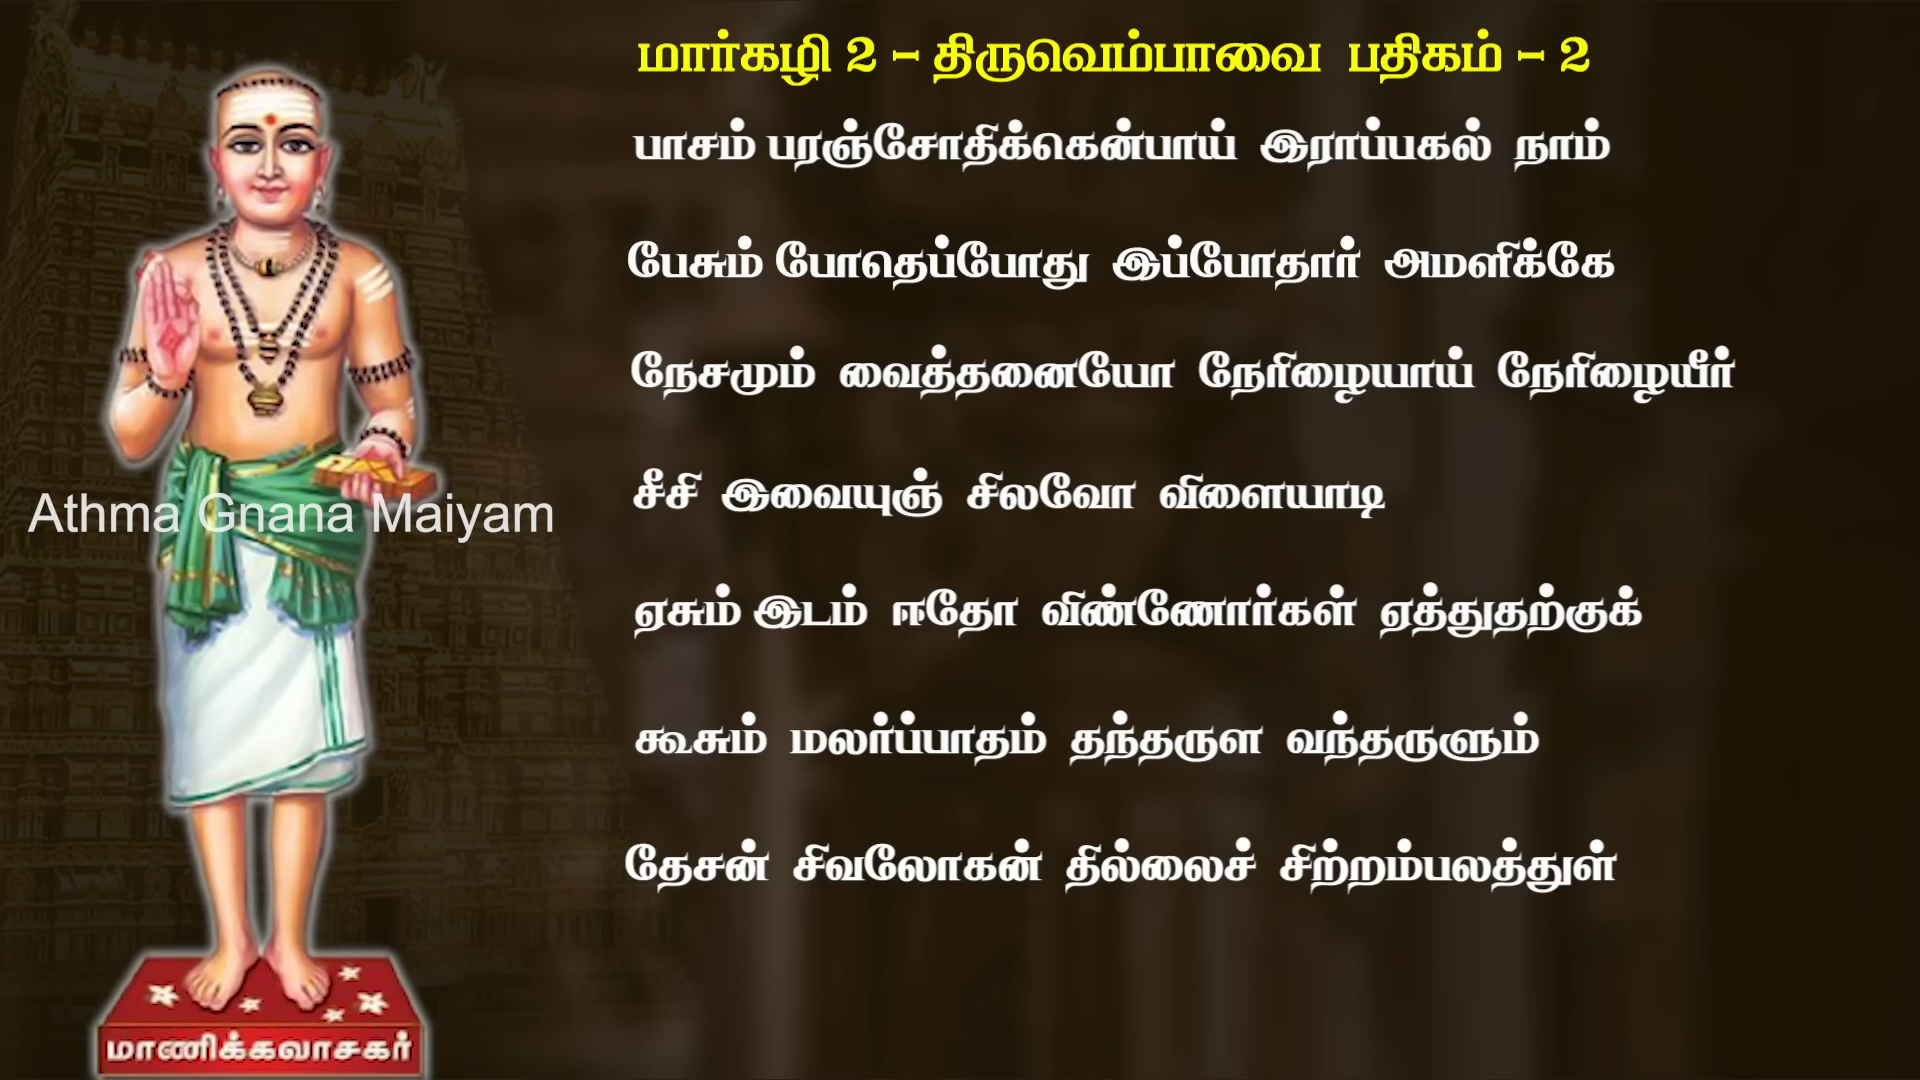 மார்கழி 2 - திருவெம்பாவை பதிகம் - 2
பாசம் பரஞ்சோதிக்கென்பாய் இராப்பகல் நாம்
பேசும் போதெப்போது இப்போதார் அமளிக்கே
நேசமும் வைத்தனையோ நேரிழையாய் நேரிழையீர்
சீசி இவையுஞ் சிலவோ விளையாடி
ஏசும் இடம் ஈதோ விண்ணோர்கள் ஏத்துதற்குக்
கூசும் மலர்ப்பாதம் தந்தருள வந்தருளும்
தேசன் சிவலோகன் தில்லைச் சிற்றம்பலத்துள்
Athma Gnana Maiyam
மாணிக்கவாசகர்